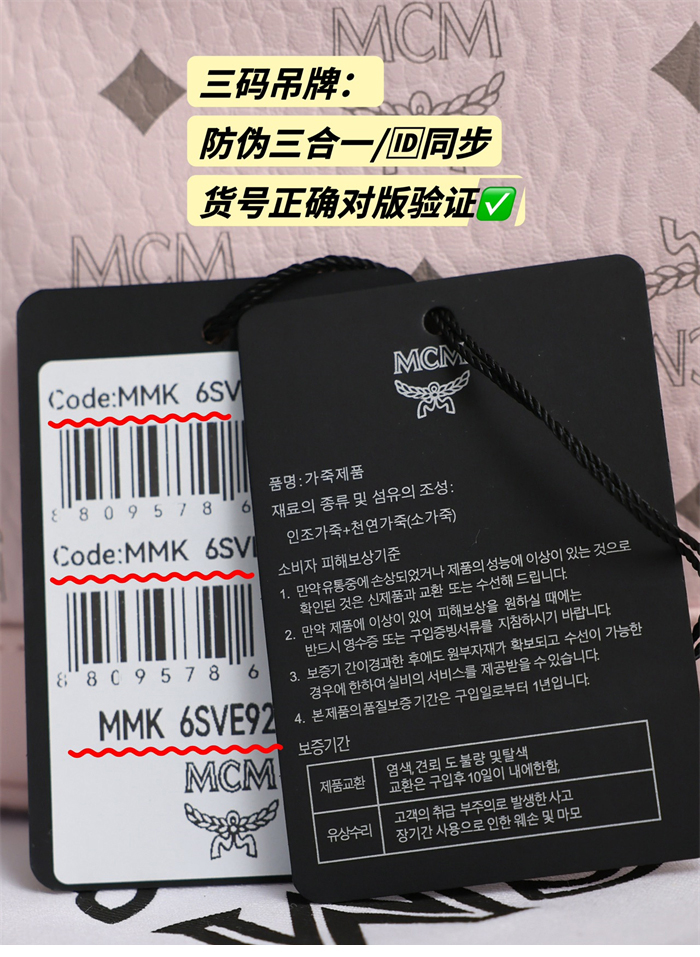 MCM
三码吊牌：
防伪三合一/🆔同步
货号正确对版验证✅
MCM
Code:MMK 6SV
8 809578 6
Code:MMK 6SV
8 809578 6
MMK 6SVE92
MCM
MCM
품명:가죽제품
재료의 종류 및 섬유의 조성:
인조가죽+천연가죽(소가죽)
소비자 피해보상기준
1. 만약유통중에 손상되었거나 제품의 성능에 이상이 있는 것으로
확인된 것은 신제품과 교환 또는 수선해 드립니다.
2. 만약 제품에 이상이 있어 피해보상을 원하실 때에는
반드시 영수증 또는 구입증빙서류를 지참하시기 바랍니다.
3. 보증기 간이경과한 후에도 원부자재가 확보되고 수선이 가능한
경우에 한하여 실비의 서비스를 제공받을 수 있습니다.
4. 본제품의품질보증 기간은 구입일로부터 1년입니다.
보증기간
제품교환
염색,견뢰 도 불량 및탈색
교환은 구입후 10일이 내에한함,
유상수리
고객의 취급 부주의로 발생한 사고
장기간 사용으로 인한 훼손 및 마모